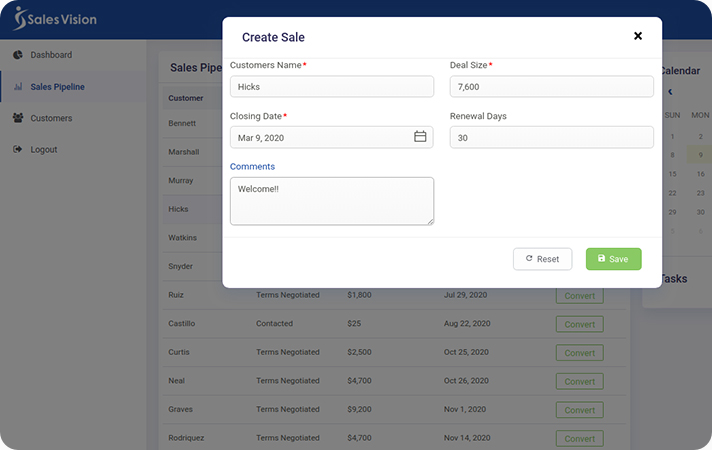 Sales Vision
Dashboard
Sales Pipeline
Customers
Logout
Create Sale
Customers Name*
Deal Size*
Hicks
7,600
Closing Date*
Renewal Days
Mar 9, 2020
30
Comments
Welcome!!
Reset
Save
Sales Pipe
Customer
Bennett
Marshall
Murray
Hicks
Watkins
Snyder
Ruiz Terms Negotiated $1,800 Jul 29, 2020 Convert
Castillo Contacted $25 Aug 22, 2020 Convert
Curtis Terms Negotiated $2,500 Oct 25, 2020 Convert
Neal Terms Negotiated $4,700 Oct 26, 2020 Convert
Graves Terms Negotiated $9,200 Nov 1, 2020 Convert
Rodriquez Terms Negotiated $4,700 Nov 14, 2020 Convert
Calendar
SUN MON
1 2
8 9
15 16
22 23
29 30
Tasks